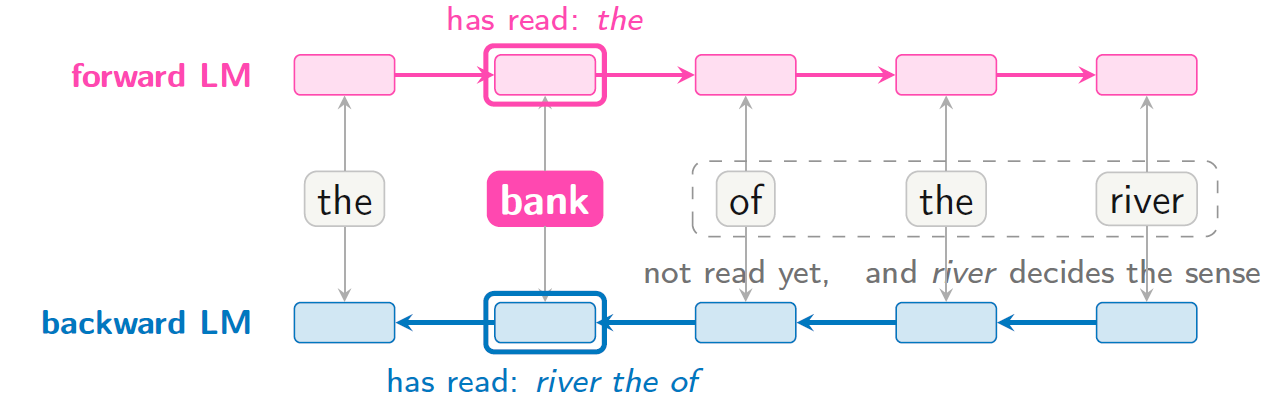 has read: the
forward LM
the bank of the river
not read yet, and river decides the sense
backward LM
has read: river the of